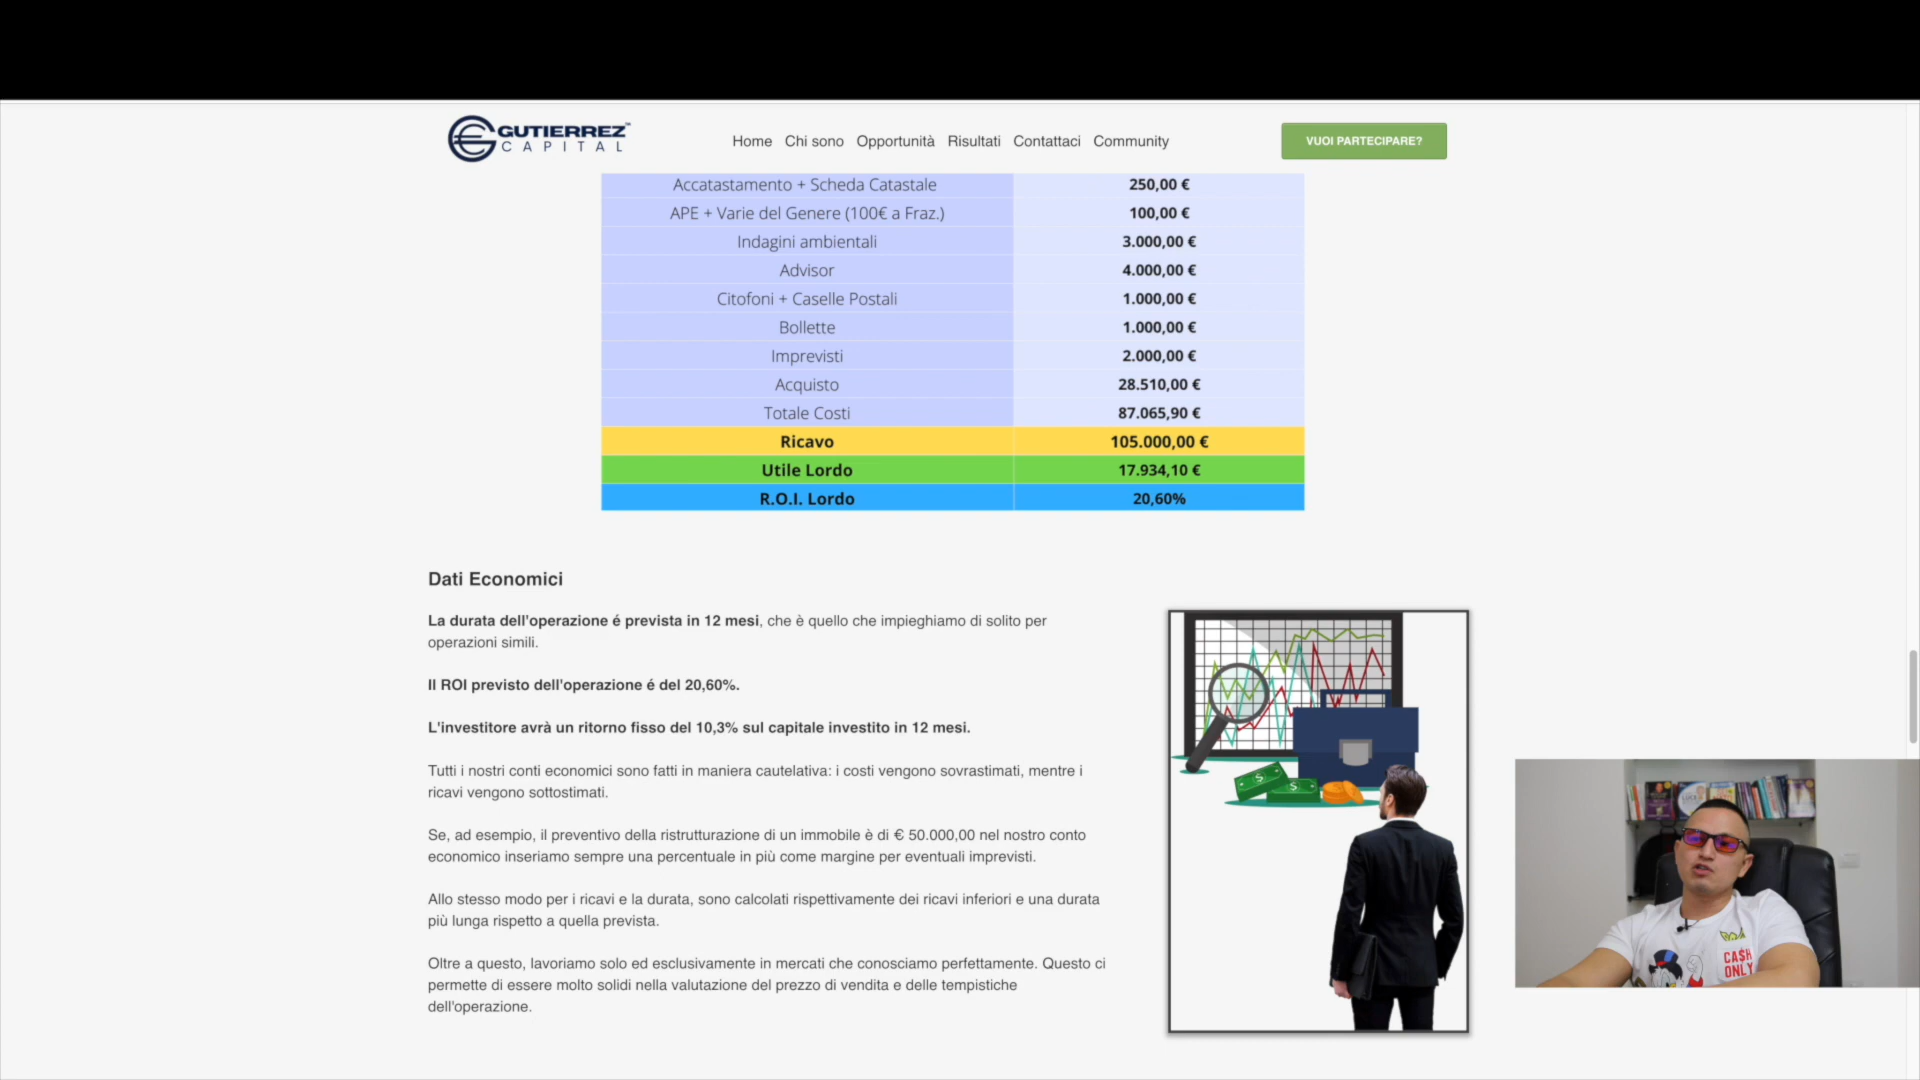 GUTIERREZ™
CAPITAL
Home Chi sono Opportunità Risultati Contattaci Community
VUOI PARTECIPARE?
Accatastamento + Scheda Catastale 250,00 €
APE + Varie del Genere (100€ a Fraz.) 100,00 €
Indagini ambientali 3.000,00 €
Advisor 4.000,00 €
Citofoni + Caselle Postali 1.000,00 €
Bollette 1.000,00 €
Imprevisti 2.000,00 €
Acquisto 28.510,00 €
Totale Costi 87.065,90 €
Ricavo 105.000,00 €
Utile Lordo 17.934,10 €
R.O.I. Lordo 20,60%
Dati Economici
La durata dell'operazione é prevista in 12 mesi, che è quello che impieghiamo di solito per
operazioni simili.
Il ROI previsto dell'operazione é del 20,60%.
L'investitore avrà un ritorno fisso del 10,3% sul capitale investito in 12 mesi.
Tutti i nostri conti economici sono fatti in maniera cautelativa: i costi vengono sovrastimati, mentre i
ricavi vengono sottostimati.
Se, ad esempio, il preventivo della ristrutturazione di un immobile è di € 50.000,00 nel nostro conto
economico inseriamo sempre una percentuale in più come margine per eventuali imprevisti.
Allo stesso modo per i ricavi e la durata, sono calcolati rispettivamente dei ricavi inferiori e una durata
più lunga rispetto a quella prevista.
Oltre a questo, lavoriamo solo ed esclusivamente in mercati che conosciamo perfettamente. Questo ci
permette di essere molto solidi nella valutazione del prezzo di vendita e delle tempistiche
dell'operazione.
$
$
CA$H
ONLY